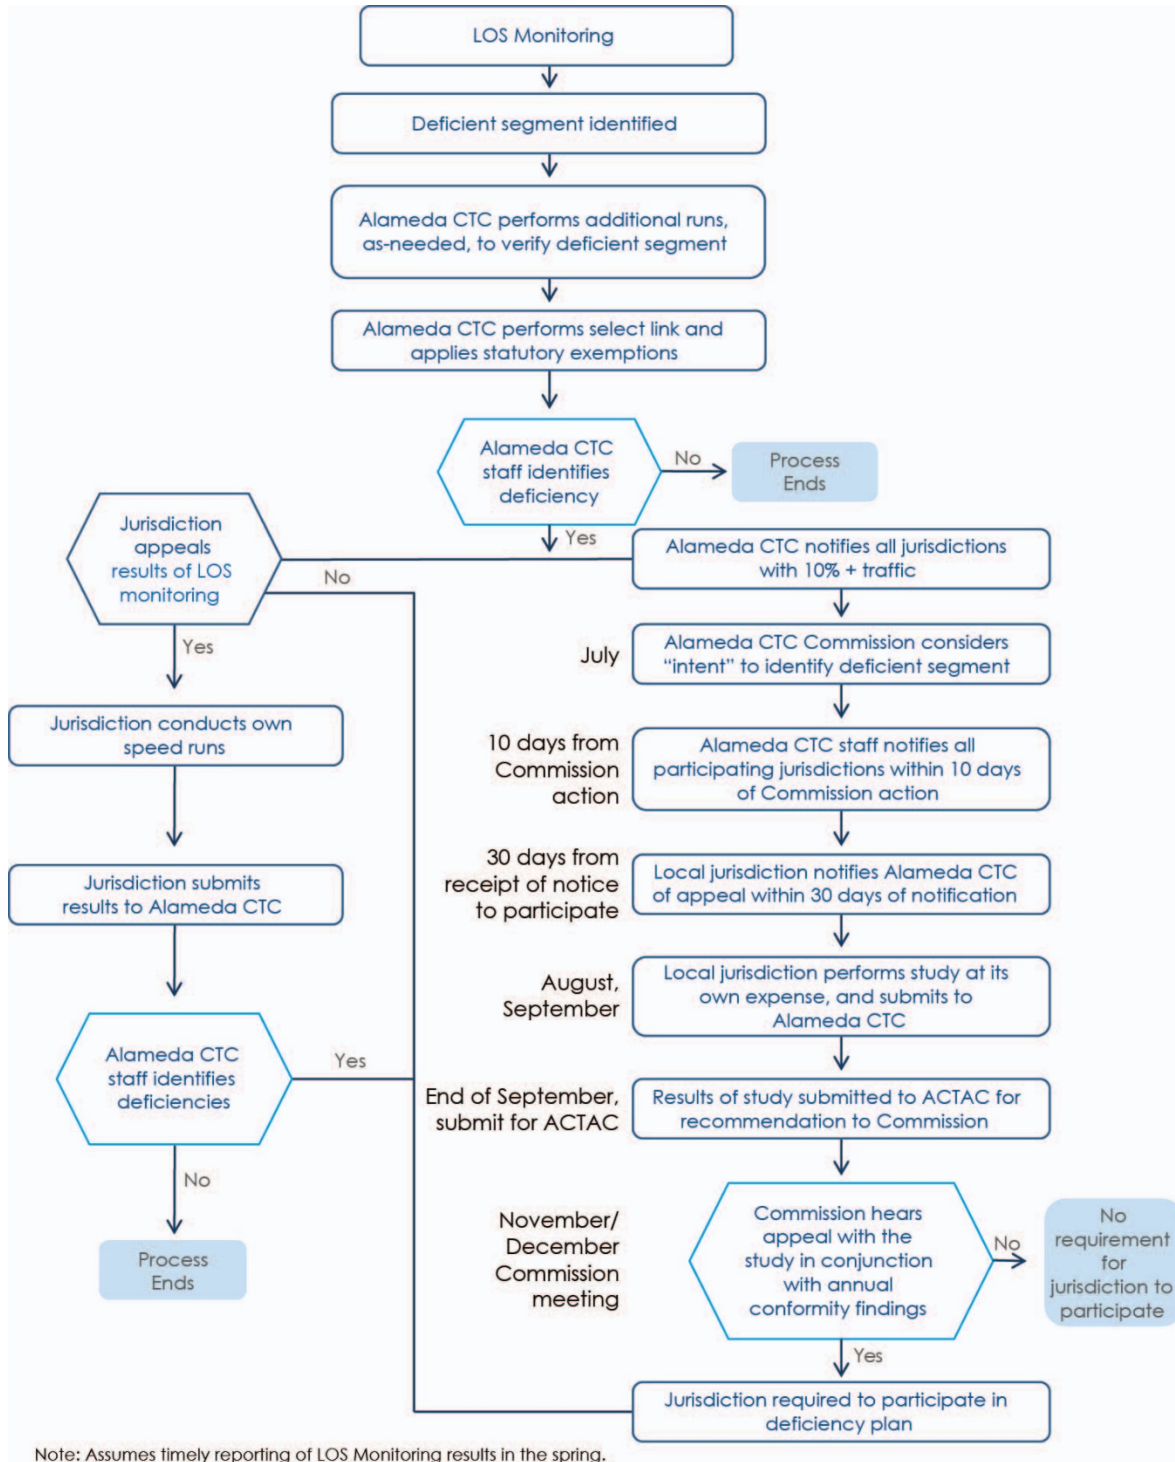 LOS Monitoring
Deficient segment identified
Alameda CTC performs additional runs,
as-needed, to verify deficient segment
Alameda CTC performs select link and
applies statutory exemptions
Alameda CTC
staff identifies
deficiency
No
Process
Ends
Yes
Jurisdiction
appeals
results of LOS
monitoring
No
Yes
Jurisdiction conducts own
speed runs
Jurisdiction submits
results to Alameda CTC
Alameda CTC
staff identifies
deficiencies
Yes
No
Process
Ends
Alameda CTC notifies all jurisdictions
with 10% + traffic
July
Alameda CTC Commission considers
“intent” to identify deficient segment
10 days from
Commission
action
Alameda CTC staff notifies all
participating jurisdictions within 10 days
of Commission action
30 days from
receipt of notice
to participate
Local jurisdiction notifies Alameda CTC
of appeal within 30 days of notification
August,
September
Local jurisdiction performs study at its
own expense, and submits to
Alameda CTC
End of September,
submit for ACTAC
Results of study submitted to ACTAC for
recommendation to Commission
November/
December
Commission
meeting
Commission hears
appeal with the
study in conjunction
with annual
conformity findings
No
No
requirement
for
jurisdiction to
participate
Yes
Jurisdiction required to participate in
deficiency plan
Note: Assumes timely reporting of LOS Monitoring results in the spring.